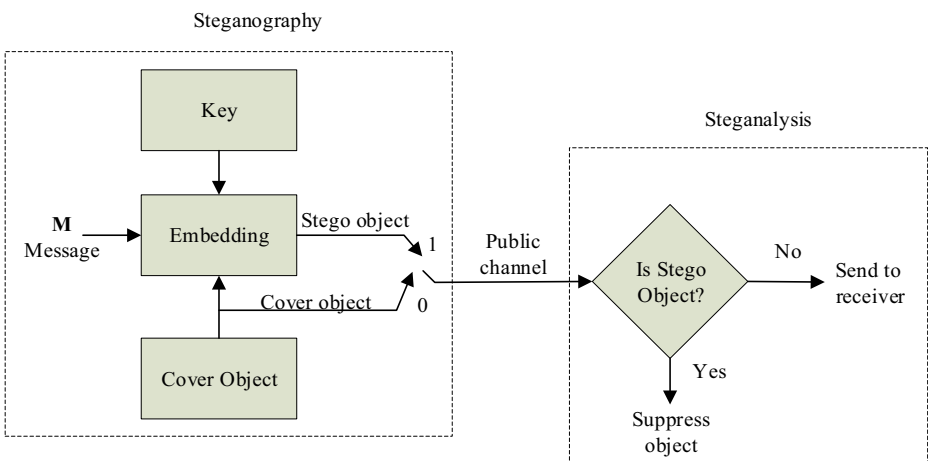 Steganography
Key
M
Message
Embedding
Stego object
1
Cover object
0
Cover Object
Public
channel
Steganalysis
Is Stego
Object?
No
Send to
receiver
Yes
Suppress
object